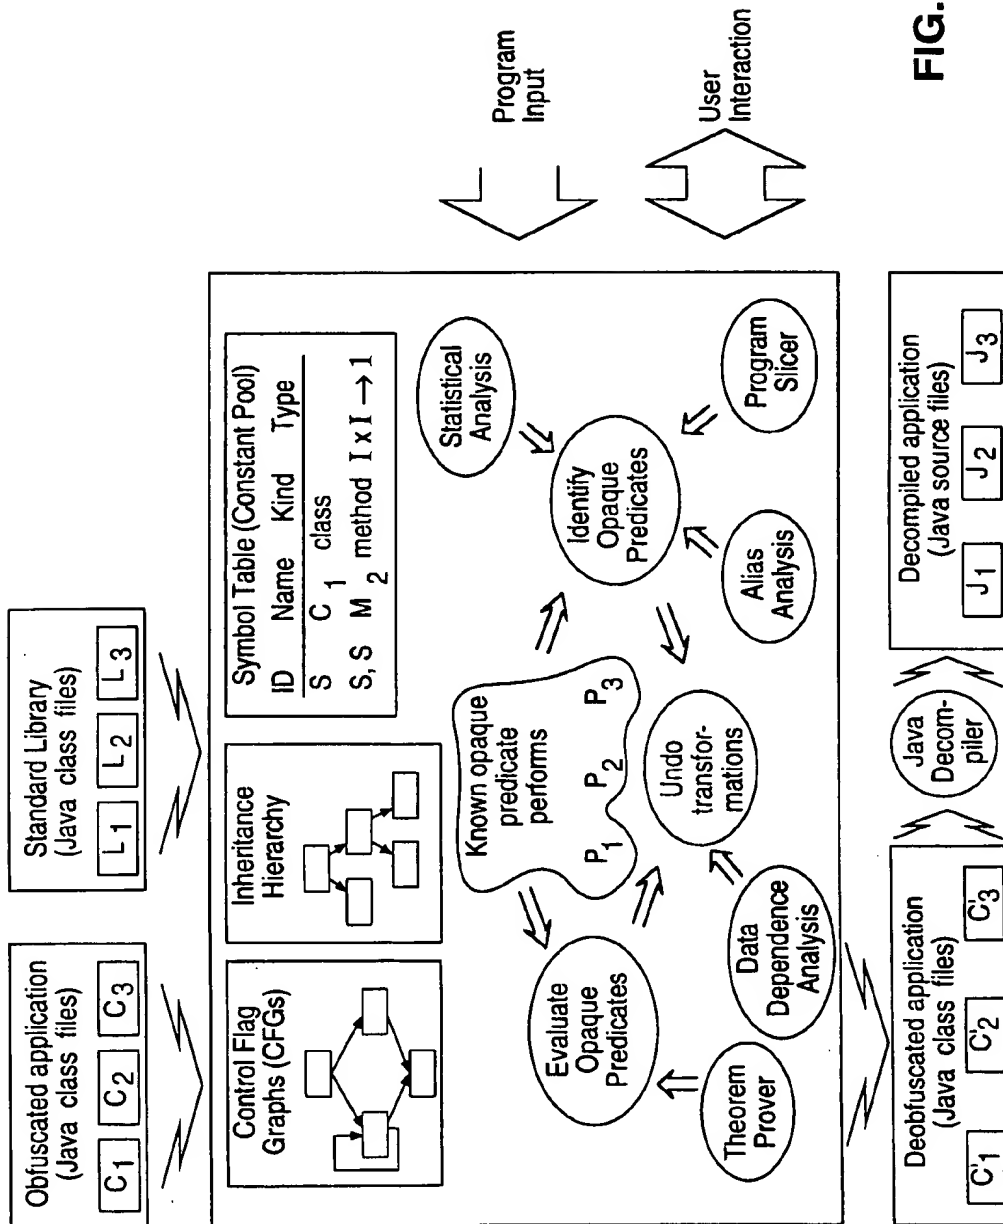 Obfuscated application
(Java class files)
C1 C2 C3
Standard Library
(Java class files)
L1 L2 L3
Control Flag
Graphs (CFGs)
Inheritance
Hierarchy
Symbol Table (Constant Pool)
ID Name Kind Type
S C1 class
S, S M2 method I x I → 1
Program
Input
User
Interaction
Statistical
Analysis
Known opaque
predicate
performs
P1 P2 P3
Identify
Opaque
Predicates
Evaluate
Opaque
Predicates
Undo
transfor-
mations
Alias
Analysis
Program
Slicer
Theorem
Prover
Data
Dependence
Analysis
Deobfuscated application
(Java class files)
C'1 C'2 C'3
Java
Decom-
piler
Decompiled application
(Java source files)
J1 J2 J3
FIG.